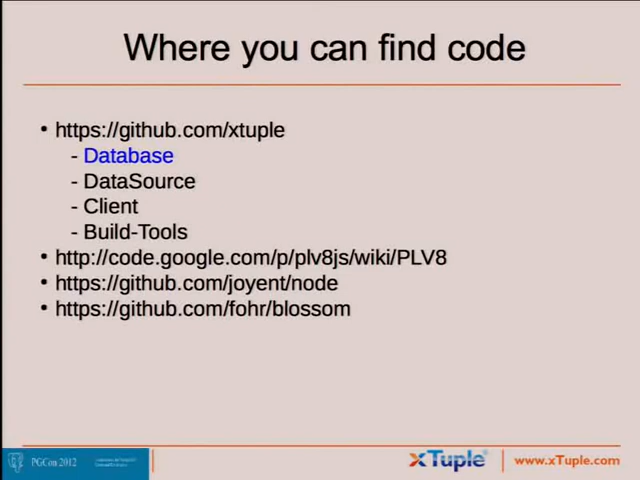 Where you can find code
• https://github.com/xtuple
- Database
- DataSource
- Client
- Build-Tools
• http://code.google.com/p/plv8js/wiki/PLV8
• https://github.com/joyent/node
• https://github.com/fohr/blossom
PGCon 2012
xTuple
www.xTuple.com